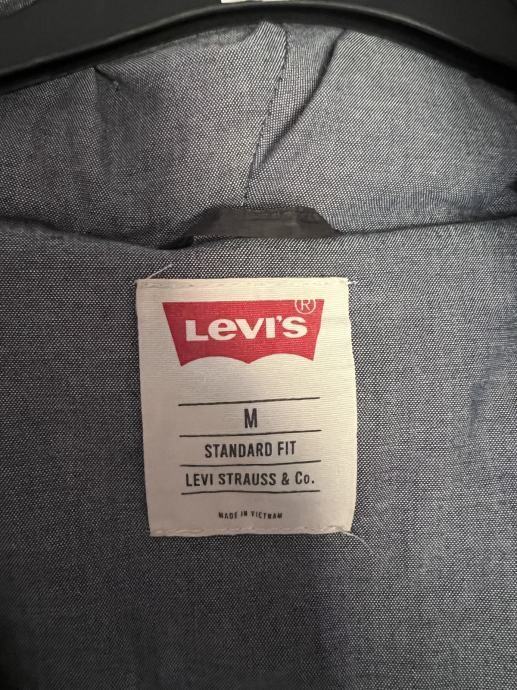 LEVI'S®
M
STANDARD FIT
LEVI STRAUSS & Co.
MADE IN VIETNAM